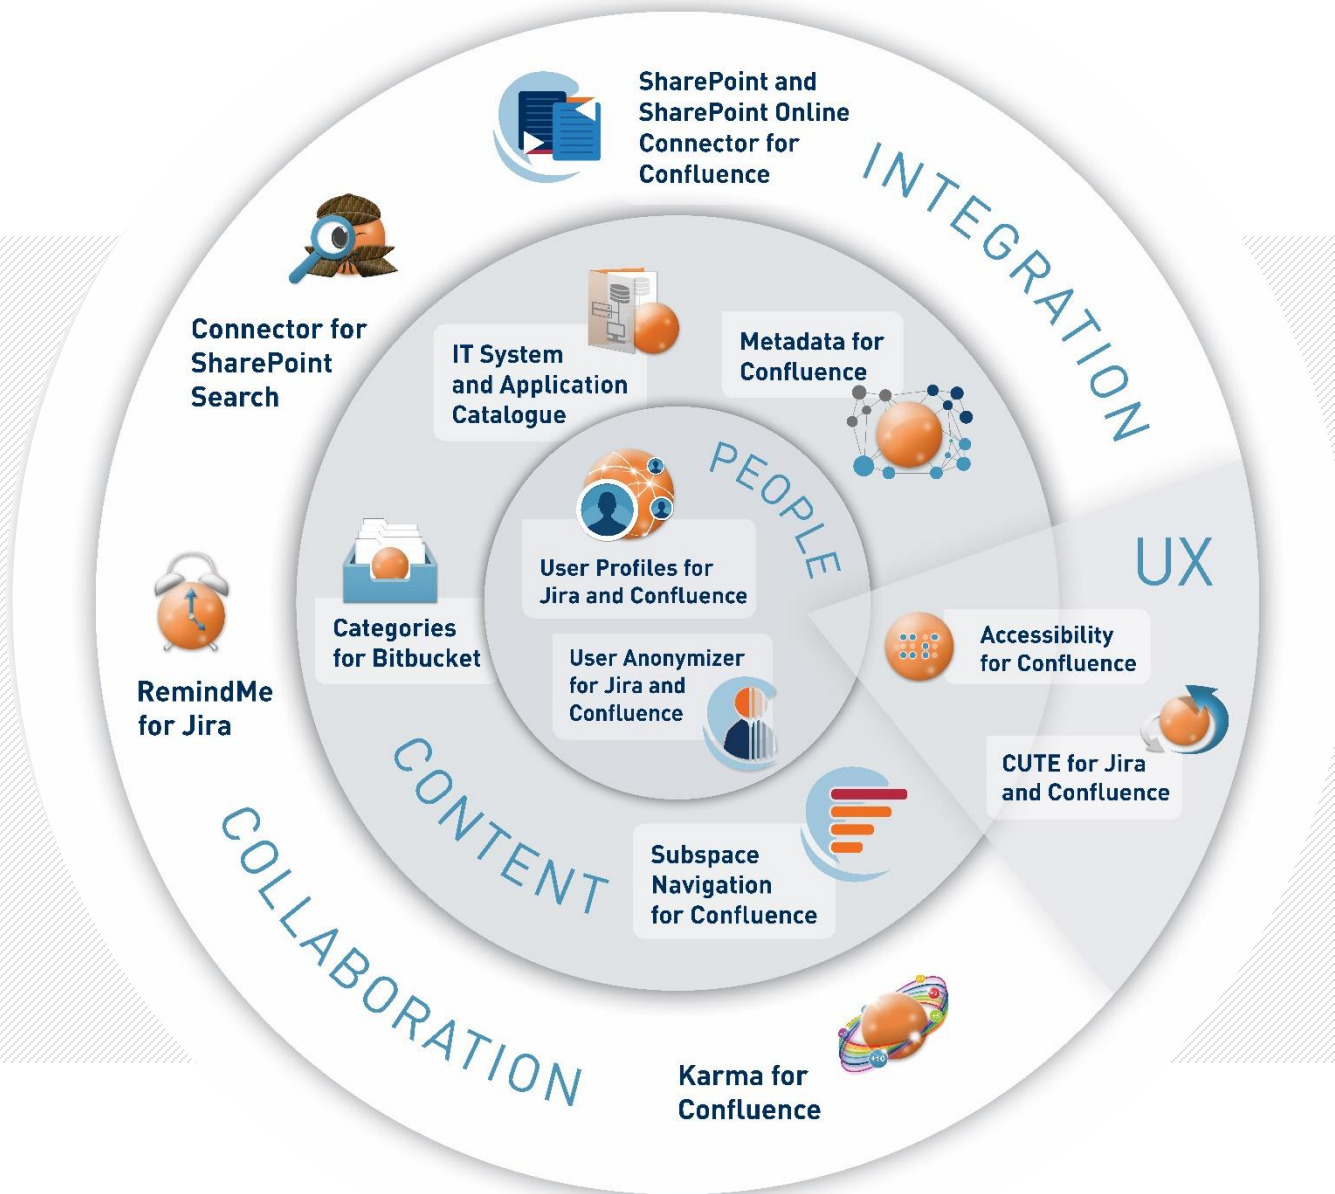 SharePoint and
SharePoint Online
Connector for
Confluence
INTEGRATION
Connector for
SharePoint
Search
IT System
and Application
Catalogue
Metadata for
Confluence
PEOPLE
User Profiles for
Jira and Confluence
UX
Accessibility
for Confluence
Categories
for Bitbucket
User Anonymizer
for Jira and
Confluence
RemindMe
for Jira
CUTE for Jira
and Confluence
CONTENT
Subspace
Navigation
for Confluence
COLLABORATION
Karma for
Confluence
+10